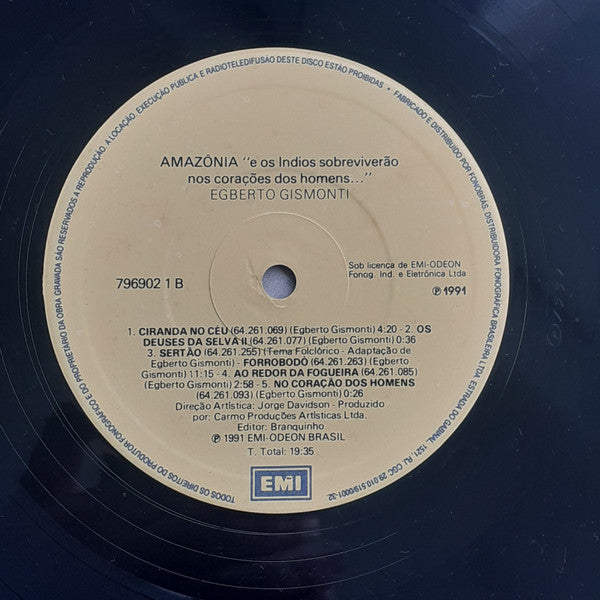 TODOS OS DIREITOS DO PRODUTOR FONOGRÁFICO E DO PROPRIETÁRIO DA OBRA GRAVADA SÃO RESERVADOS A REPRODUÇÃO, A LOCAÇÃO, EXECUÇÃO PÚBLICA E RADIOTELEDIFUSÃO DESTE DISCO ESTÃO PROIBIDAS • FABRICADO E DISTRIBUIDO POR FONOBRÁS, DISTRIBUIDORA FONOGRÁFICA BRASILEIRA LTDA. ESTRADA DO GABINAL, 1521, RJ, CGC 29.010.519/0001-32
AMAZÔNIA "e os Indios sobreviverão
nos corações dos homens..."
EGBERTO GISMONTI
Sob licença de EMI-ODEON
Fonog. Ind. e Eletrônica Ltda
796902 1 B
℗ 1991
1. CIRANDA NO CÉU (64.261.069) (Egberto Gismonti) 4:20 - 2. OS
DEUSES DA SELVA II (64.261.077) (Egberto Gismonti) 0:36
3. SERTÃO (64.261.255) (Tema Folclórico - Adaptação de
Egberto Gismonti) - FORROBODÓ (64.261.263) (Egberto
Gismonti) 11:15 - 4. AO REDOR DA FOGUEIRA (64.261.085)
(Egberto Gismonti) 2:58 - 5. NO CORAÇÃO DOS HOMENS
(64.261.093) (Egberto Gismonti) 0:26
Direção Artística: Jorge Davidson - Produzido
por: Carmo Produções Artísticas Ltda.
Editor: Branquinho
℗ 1991 EMI-ODEON BRASIL
T. Total: 19:35
EMI